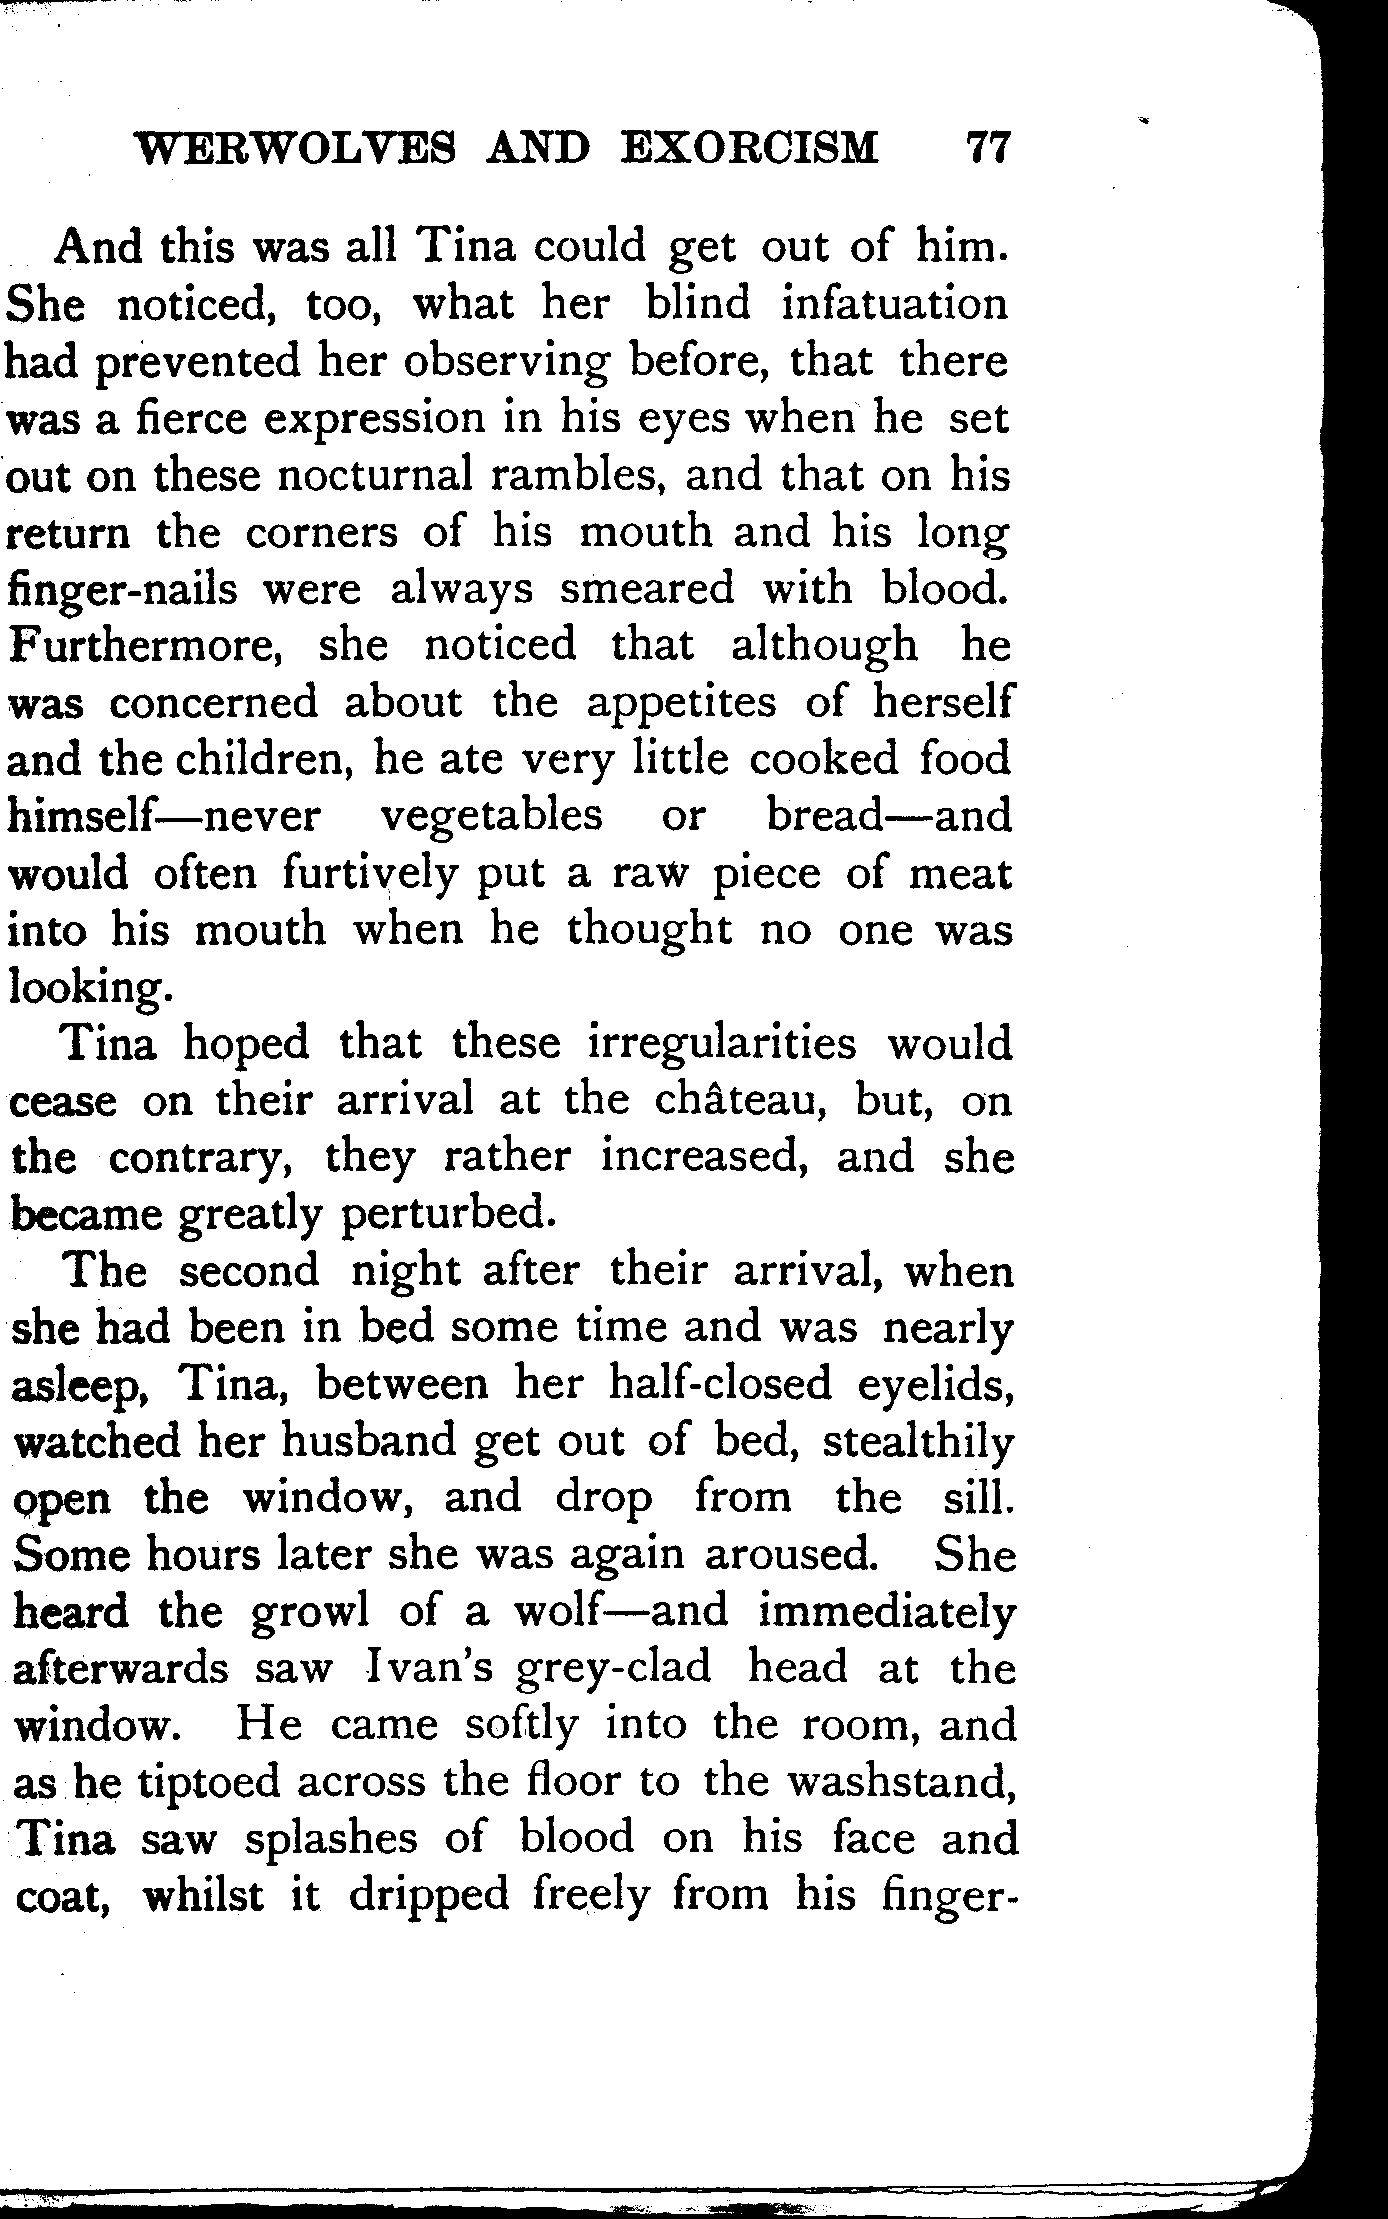 WERWOLVES AND EXORCISM 77
And this was all Tina could get out of him.
She noticed, too, what her blind infatuation
had prevented her observing before, that there
was a fierce expression in his eyes when he set
out on these nocturnal rambles, and that on his
return the corners of his mouth and his long
finger-nails were always smeared with blood.
Furthermore, she noticed that although he
was concerned about the appetites of herself
and the children, he ate very little cooked food
himself—never vegetables or bread—and
would often furtively put a raw piece of meat
into his mouth when he thought no one was
looking.
Tina hoped that these irregularities would
cease on their arrival at the château, but, on
the contrary, they rather increased, and she
became greatly perturbed.
The second night after their arrival, when
she had been in bed some time and was nearly
asleep, Tina, between her half-closed eyelids,
watched her husband get out of bed, stealthily
open the window, and drop from the sill.
Some hours later she was again aroused. She
heard the growl of a wolf—and immediately
afterwards saw Ivan's grey-clad head at the
window. He came softly into the room, and
as he tiptoed across the floor to the washstand,
Tina saw splashes of blood on his face and
coat, whilst it dripped freely from his finger-